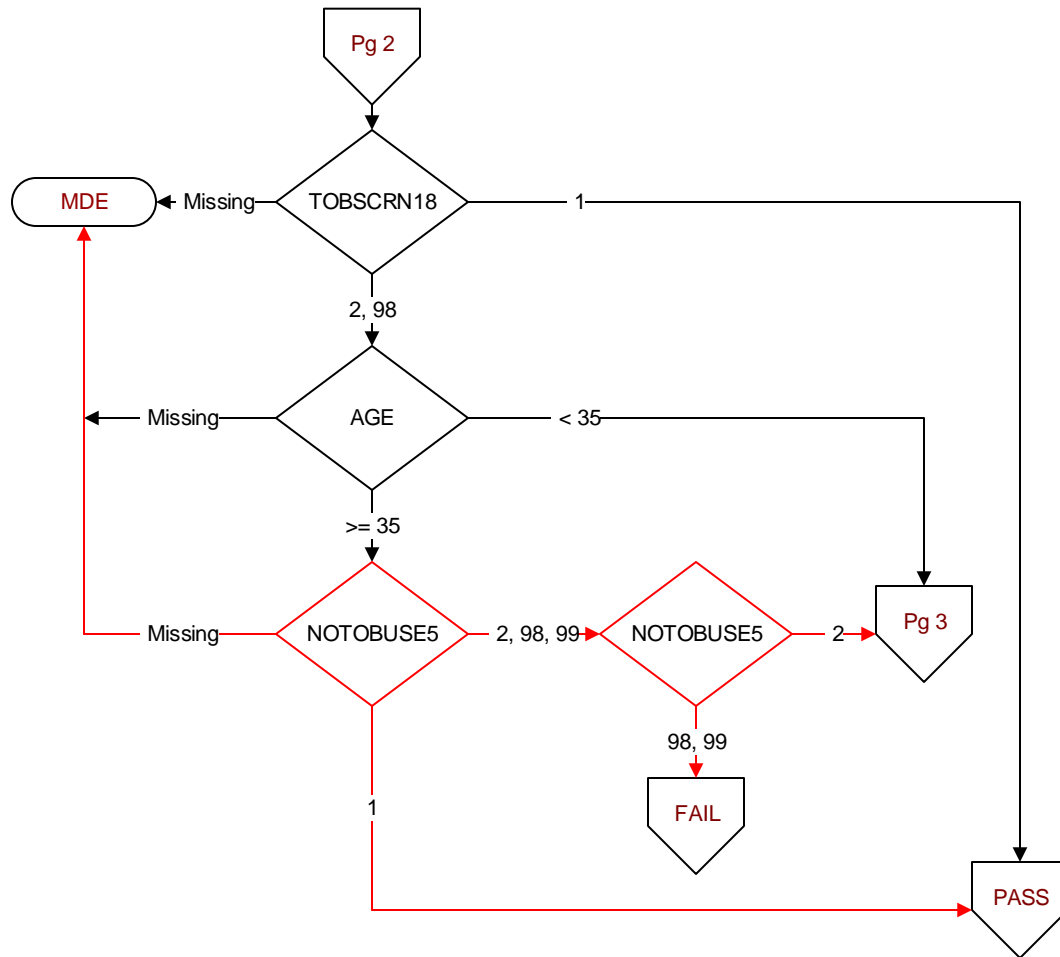 Pg 2
MDE
Missing
TOBSCRN18
1
2, 98
Missing
AGE
< 35
>= 35
Missing
NOTOBUSE5
2, 98, 99
NOTOBUSE5
2
Pg 3
98, 99
1
FAIL
PASS